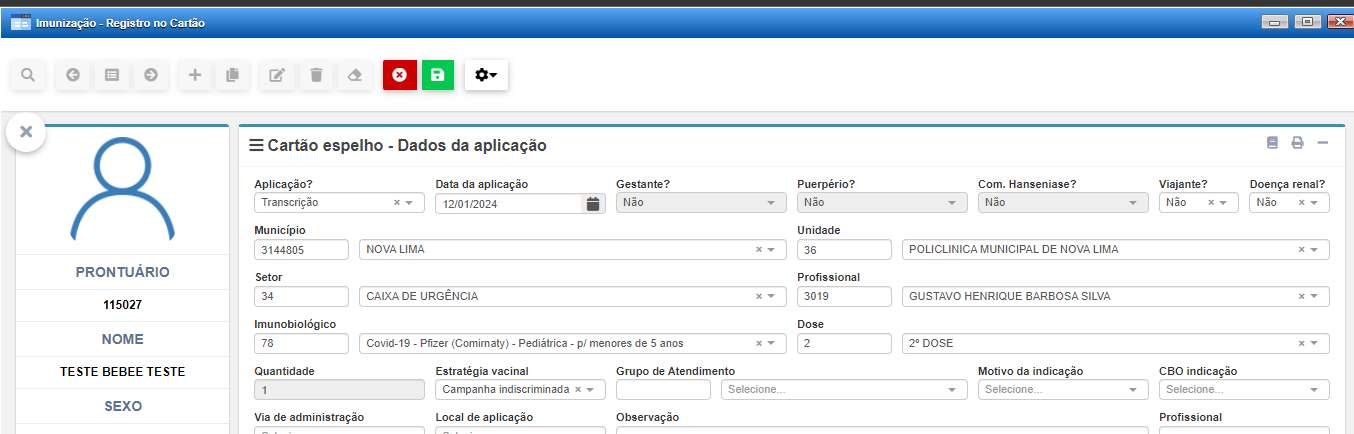 Imunização - Registro no Cartão
Cartão espelho - Dados da aplicação
Aplicação? Data da aplicação Gestante? Puerpério? Com. Hanseniase? Viajante? Doença renal?
Transcrição 12/01/2024 Não Não Não Não Não
Município Unidade
3144805 NOVA LIMA 36 POLICLINICA MUNICIPAL DE NOVA LIMA
Setor Profissional
34 CAIXA DE URGÊNCIA 3019 GUSTAVO HENRIQUE BARBOSA SILVA
Imunobiológico Dose
78 Covid-19 - Pfizer (Comirnaty) - Pediátrica - p/ menores de 5 anos 2 2º DOSE
Quantidade Estratégia vacinal Grupo de Atendimento Motivo da indicação CBO indicação
1 Campanha indiscriminada Selecione... Selecione... Selecione...
Via de administração Local de aplicação Observação Profissional
PRONTUÁRIO
115027
NOME
TESTE BEBEE TESTE
SEXO